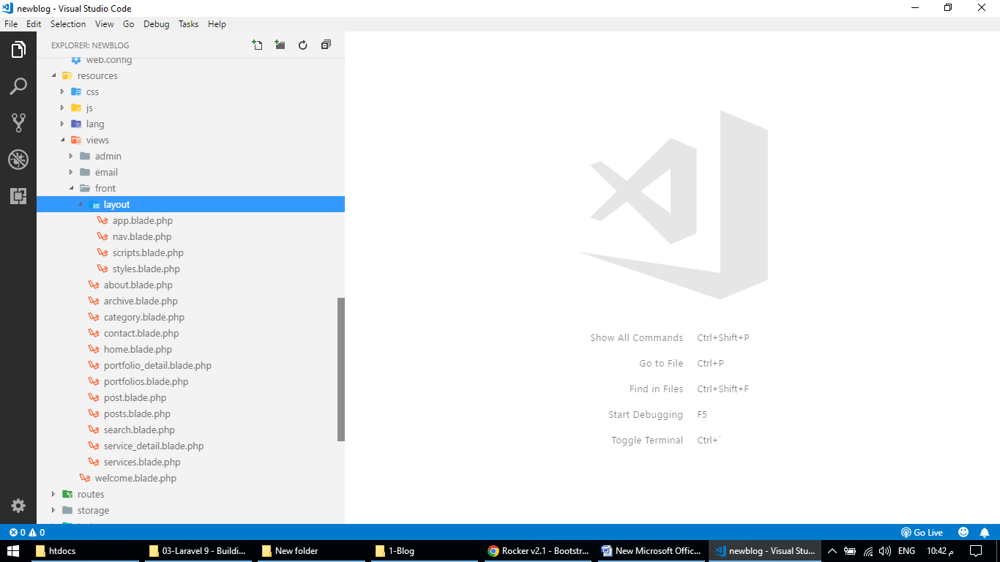 newblog - Visual Studio Code
File Edit Selection View Go Debug Tasks Help
EXPLORER: NEWBLOG
web.config
resources
css
js
lang
views
admin
email
front
layout
app.blade.php
nav.blade.php
scripts.blade.php
styles.blade.php
about.blade.php
archive.blade.php
category.blade.php
contact.blade.php
home.blade.php
portfolio_detail.blade.php
portfolios.blade.php
post.blade.php
posts.blade.php
search.blade.php
service_detail.blade.php
services.blade.php
welcome.blade.php
routes
storage
Show All Commands Ctrl+Shift+P
Go to File Ctrl+P
Find in Files Ctrl+Shift+F
Start Debugging F5
Toggle Terminal Ctrl+`
0 0 Go Live
htdocs 03-Laravel 9 - Buildi... New folder 1-Blog Rocker v2.1 - Bootstr... New Microsoft Offic... newblog - Visual Stu... ENG 10:42 م